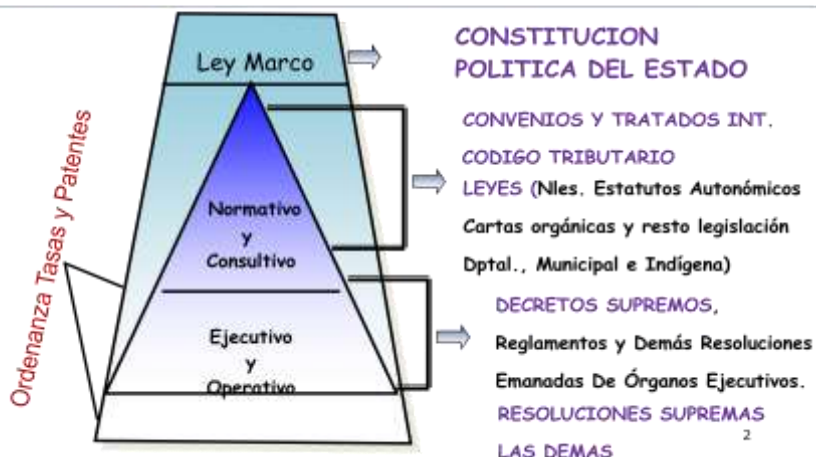 Ley Marco
CONSTITUCION
POLITICA DEL ESTADO
Ordenanza Tasas y Patentes
Normativo
y
Consultivo
CONVENIOS Y TRATADOS INT.
CODIGO TRIBUTARIO
LEYES (Nles. Estatutos Autonómicos
Cartas orgánicas y resto legislación
Dptal., Municipal e Indígena)
Ejecutivo
y
Operativo
DECRETOS SUPREMOS,
Reglamentos y Demás Resoluciones
Emanadas De Órganos Ejecutivos.
RESOLUCIONES SUPREMAS
LAS DEMAS
2